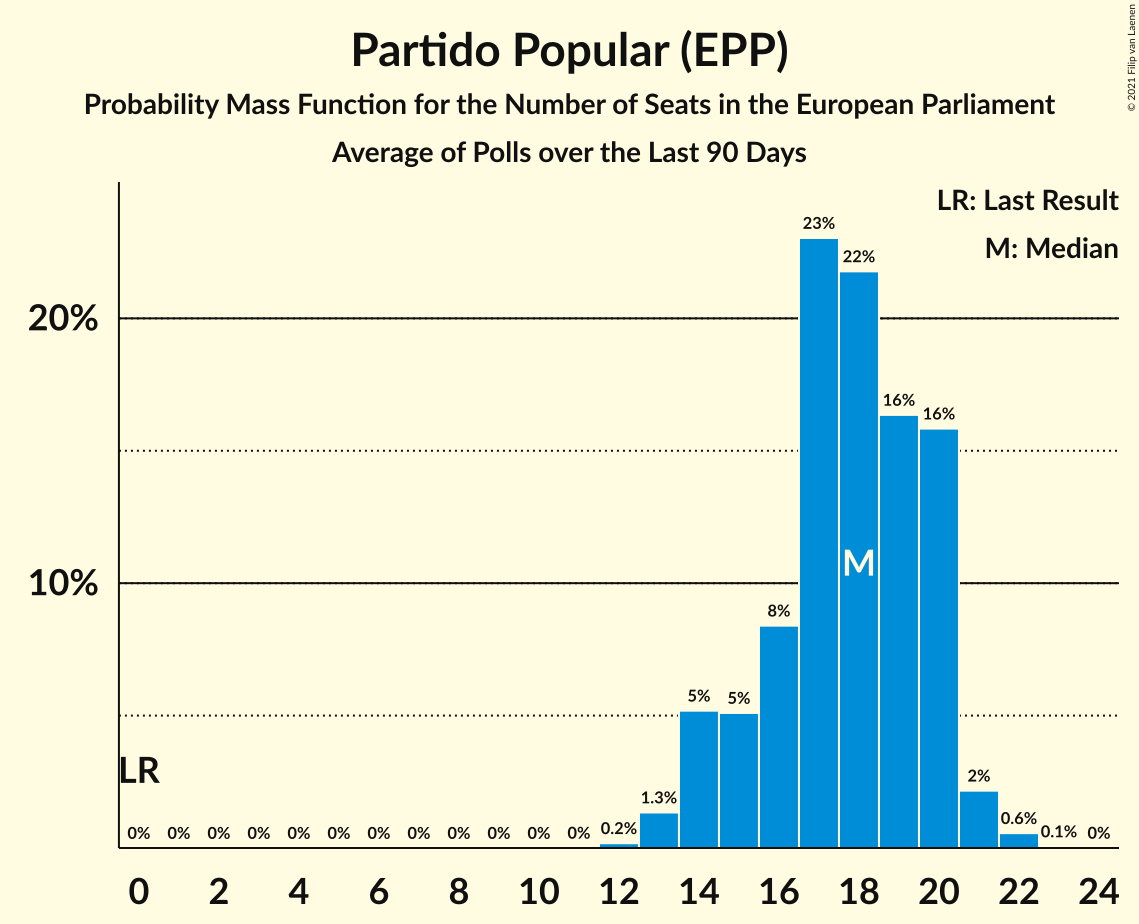 Partido Popular (EPP)
Probability Mass Function for the Number of Seats in the European Parliament
Average of Polls over the Last 90 Days
© 2021 Filip van Laenen
LR: Last Result
M: Median
20%
10%
LR
M
0% 0% 0% 0% 0% 0% 0% 0% 0% 0% 0% 0% 0.2% 1.3% 5% 5% 8% 23% 22% 16% 16% 2% 0.6% 0.1% 0%
0 2 4 6 8 10 12 14 16 18 20 22 24